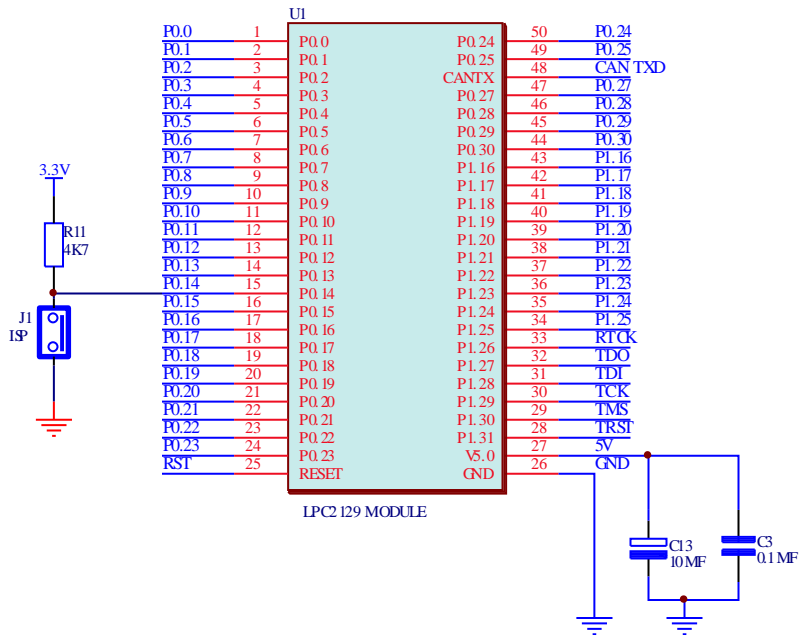 U1
P0.0 1 P0.0 P0.24 50 P0.24
P0.1 2 P0.1 P0.25 49 P0.25
P0.2 3 P0.2 CANTX 48 CAN TXD
P0.3 4 P0.3 P0.27 47 P0.27
P0.4 5 P0.4 P0.28 46 P0.28
P0.5 6 P0.5 P0.29 45 P0.29
P0.6 7 P0.6 P0.30 44 P0.30
P0.7 8 P0.7 P1.16 43 P1.16
P0.8 9 P0.8 P1.17 42 P1.17
P0.9 10 P0.9 P1.18 41 P1.18
P0.10 11 P0.10 P1.19 40 P1.19
P0.11 12 P0.11 P1.20 39 P1.20
P0.12 13 P0.12 P1.21 38 P1.21
P0.13 14 P0.13 P1.22 37 P1.22
P0.14 15 P0.14 P1.23 36 P1.23
P0.15 16 P0.15 P1.24 35 P1.24
P0.16 17 P0.16 P1.25 34 P1.25
P0.17 18 P0.17 P1.26 33 RTCK
P0.18 19 P0.18 P1.27 32 TDO
P0.19 20 P0.19 P1.28 31 TDI
P0.20 21 P0.20 P1.29 30 TCK
P0.21 22 P0.21 P1.30 29 TMS
P0.22 23 P0.22 P1.31 28 TRST
P0.23 24 P0.23 V5.0 27 5V
RST 25 RESET GND 26 GND
LPC2129 MODULE
3.3V
R11
4K7
J1
ISP
C13
10MF
C3
0.1MF